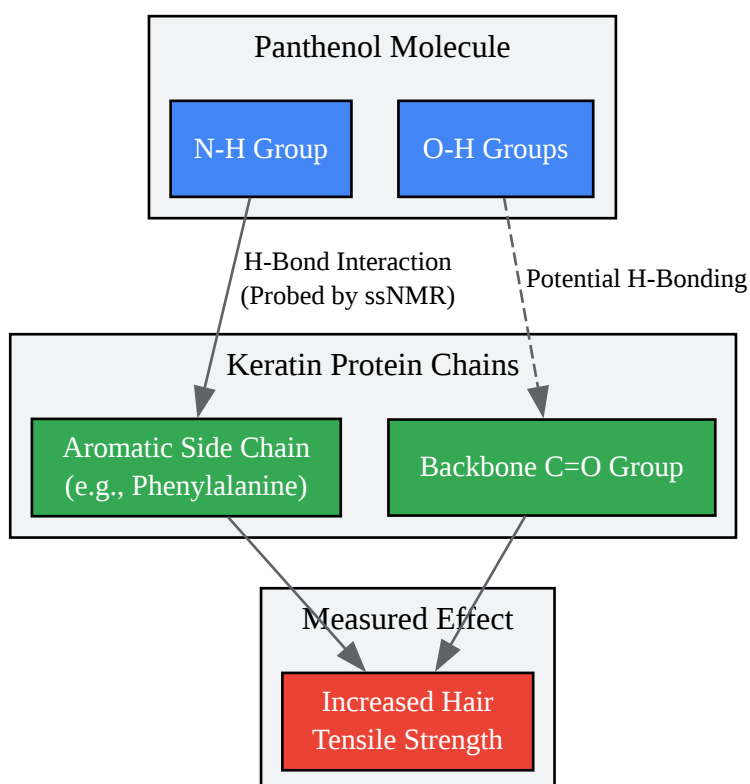 Panthenol Molecule
N-H Group
O-H Groups
H-Bond Interaction
(Probed by ssNMR)
Potential H-Bonding
Keratin Protein Chains
Aromatic Side Chain
(e.g., Phenylalanine)
Backbone C=O Group
Measured Effect
Increased Hair
Tensile Strength